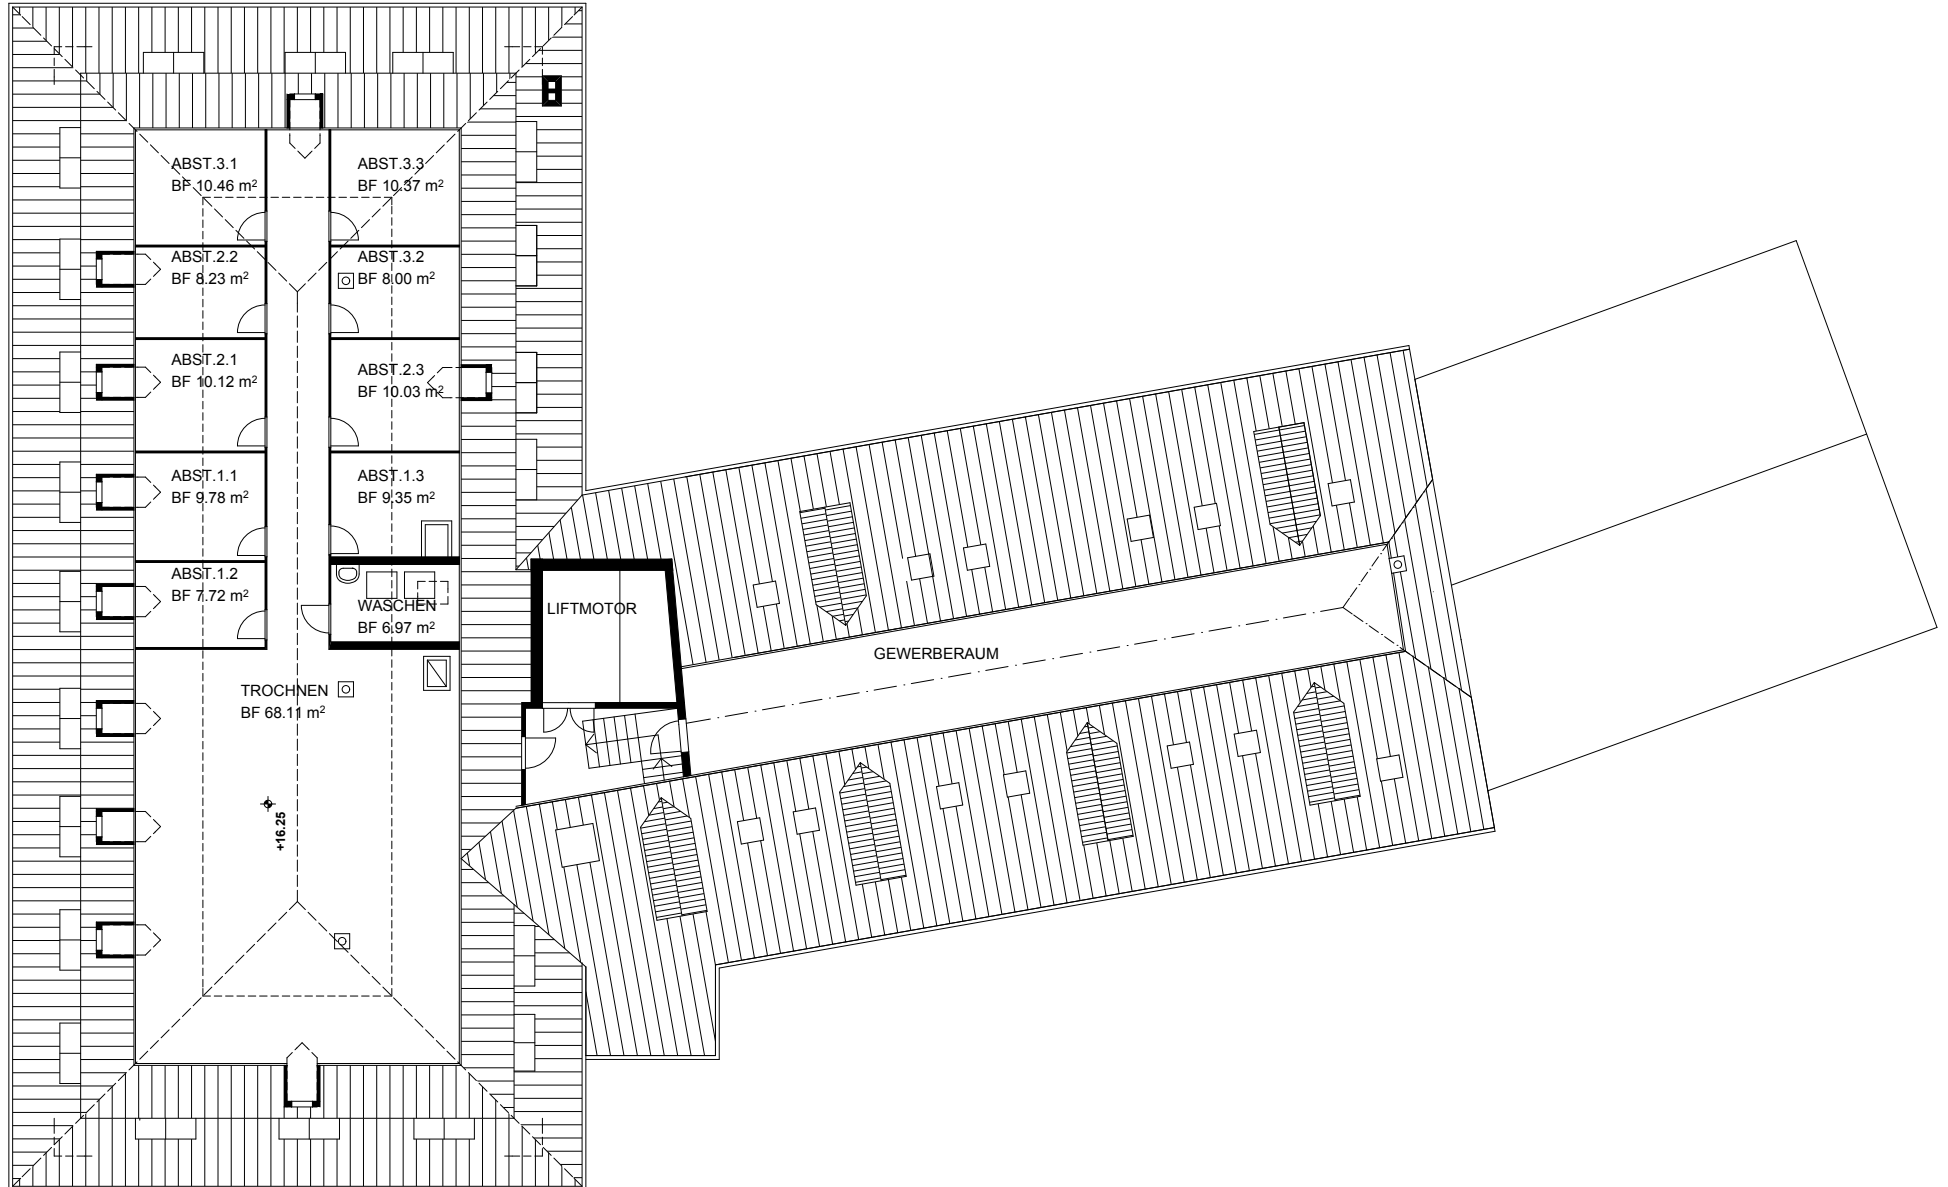 ABST.3.1
BF 10.46 m²
ABST.3.3
BF 10.37 m²
ABST.2.2
BF 8.23 m²
ABST.3.2
BF 8.00 m²
ABST.2.1
BF 10.12 m²
ABST.2.3
BF 10.03 m²
ABST.1.1
BF 9.78 m²
ABST.1.3
BF 9.35 m²
ABST.1.2
BF 7.72 m²
WASCHEN
BF 6.97 m²
LIFTMOTOR
GEWERBERAUM
TROCHNEN
BF 68.11 m²
+16.25